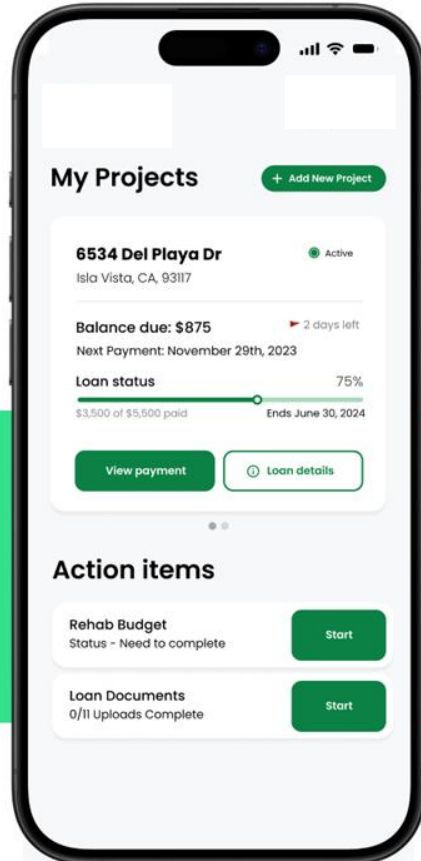 My Projects
+ Add New Project
6534 Del Playa Dr
Active
Isla Vista, CA, 93117
Balance due: $875
2 days left
Next Payment: November 29th, 2023
Loan status
75%
$3,500 of $5,500 paid
Ends June 30, 2024
View payment
Loan details
Action items
Rehab Budget
Status - Need to complete
Start
Loan Documents
0/11 Uploads Complete
Start